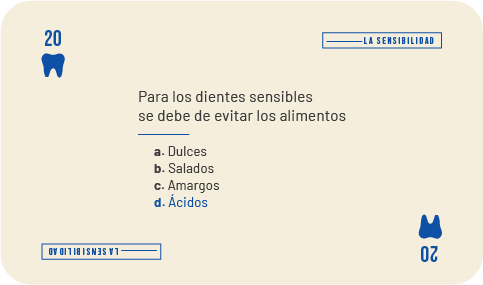 20
LA SENSIBILIDAD
Para los dientes sensibles
se debe de evitar los alimentos
a. Dulces
b. Salados
c. Amargos
d. Ácidos
LA SENSIBILIDAD
20